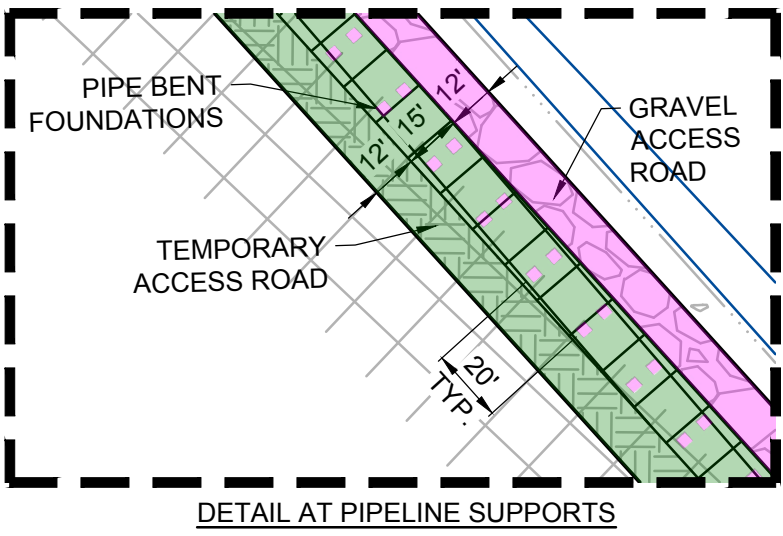 PIPE BENT
FOUNDATIONS
12'
15'
12'
GRAVEL
ACCESS
ROAD
TEMPORARY
ACCESS ROAD
20'
TYP.
DETAIL AT PIPELINE SUPPORTS